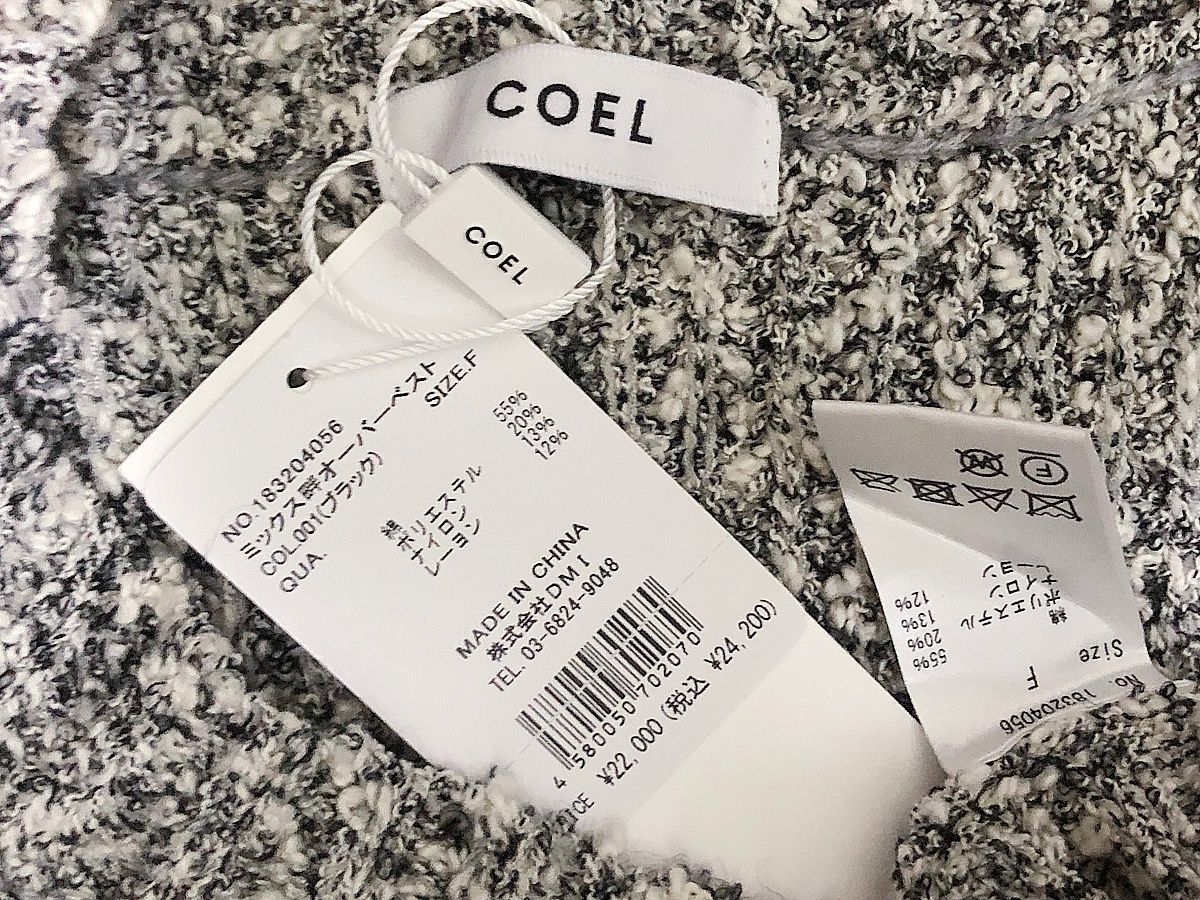 COEL
COEL
NO.183204056
ミックス畔オーバーベスト
COL001(ブラック) SIZE.F
QUA.
綿 55%
ポリエステル 20%
ナイロン 13%
レーヨン 12%
MADE IN CHINA
株式会社DMI
TEL. 03-6824-9048
4 580050 702070
¥22,000 (税込 ¥24,200)
No. 183204056
Size F
綿 55%
ポリエステル 20%
ナイロン 13%
レーヨン 12%
F
W